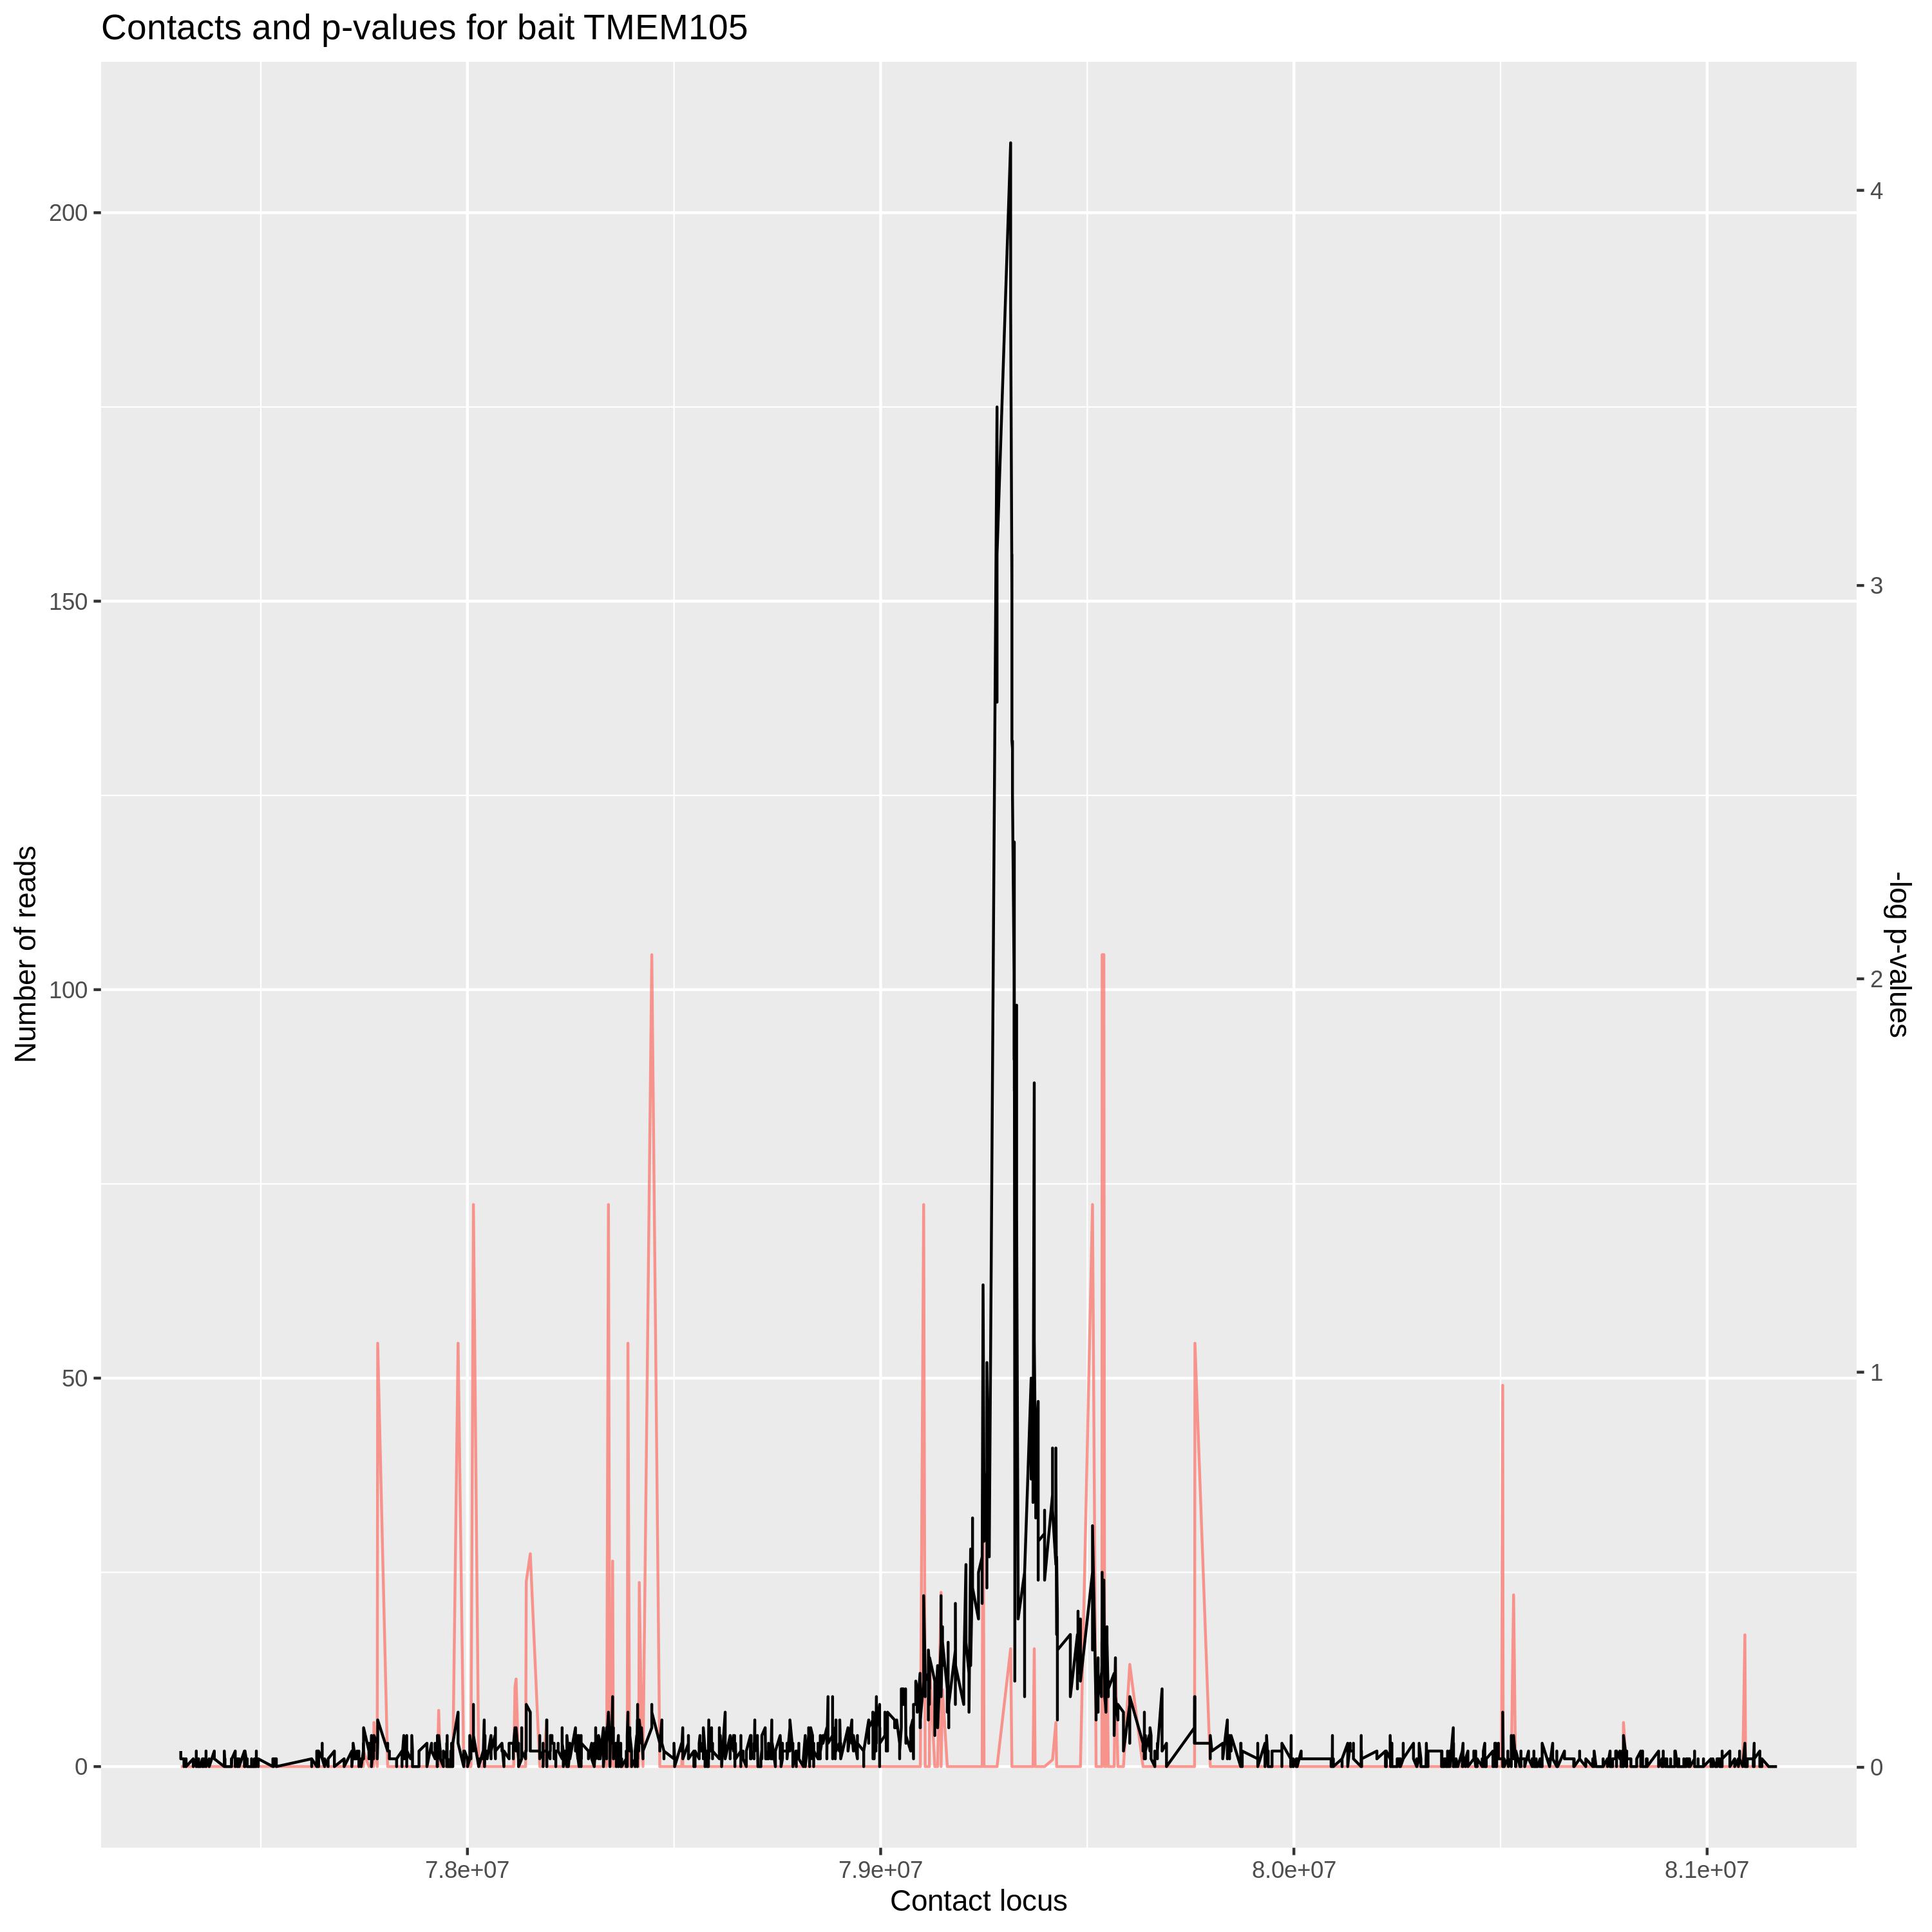 Contacts and p-values for bait TMEM105
Number of reads
200
150
100
50
0
4
3
2
1
0
-log p-values
7.8e+07
7.9e+07
8.0e+07
8.1e+07
Contact locus